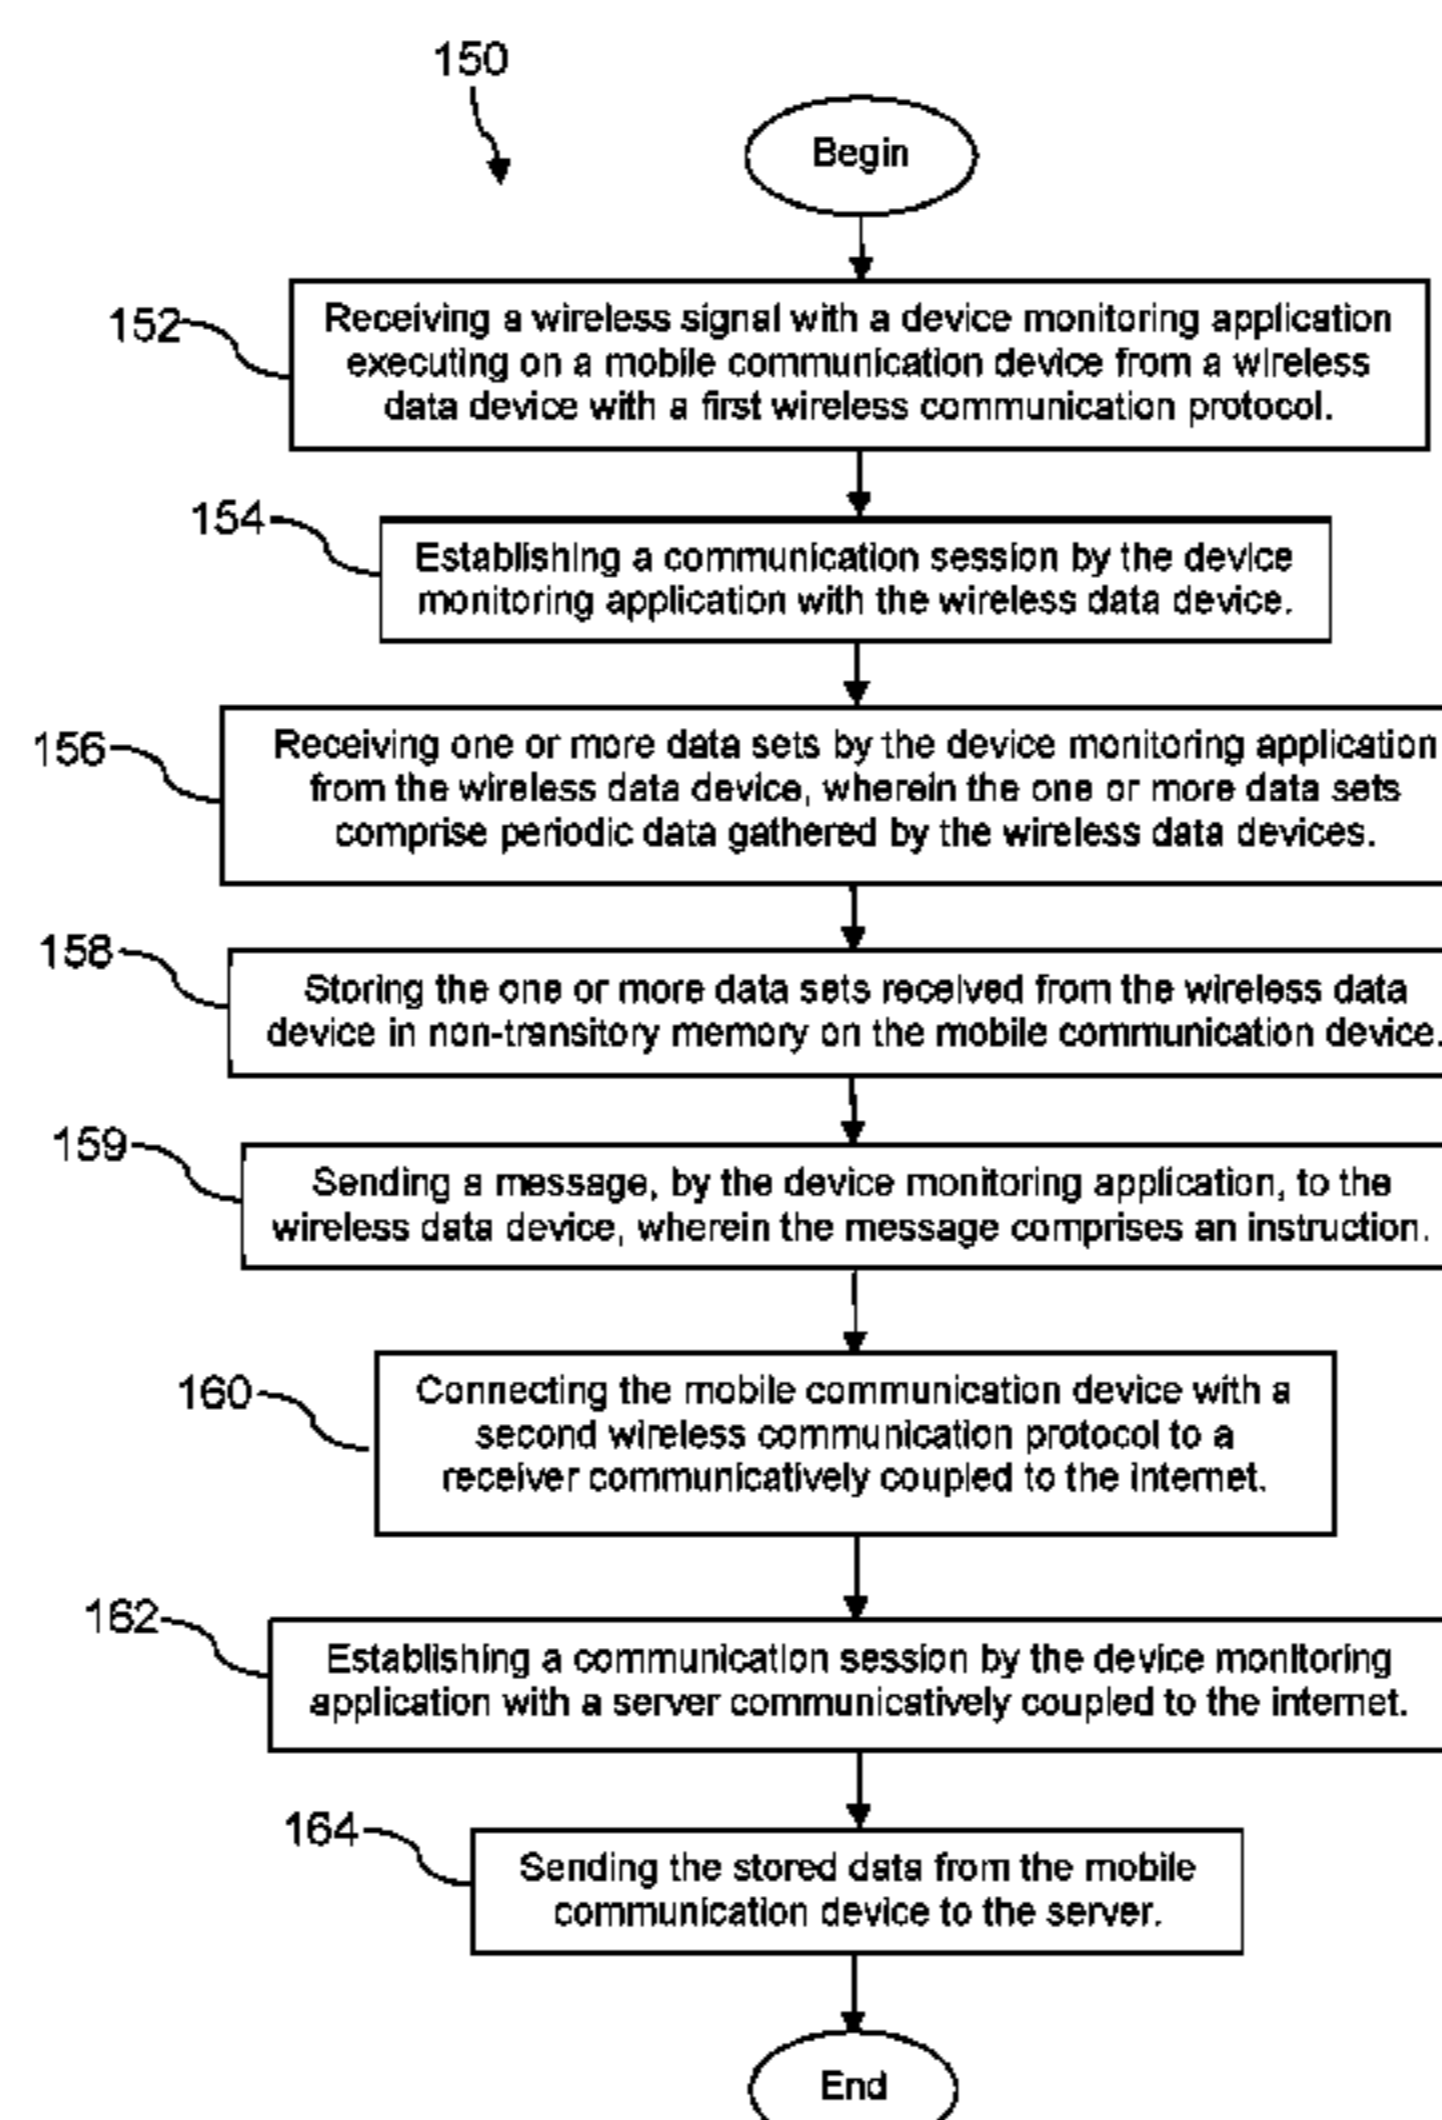 150
Begin
152
Receiving a wireless signal with a device monitoring application
executing on a mobile communication device from a wireless
data device with a first wireless communication protocol.
154
Establishing a communication session by the device
monitoring application with the wireless data device.
156
Receiving one or more data sets by the device monitoring application
from the wireless data device, wherein the one or more data sets
comprise periodic data gathered by the wireless data devices.
158
Storing the one or more data sets received from the wireless data
device in non-transitory memory on the mobile communication device.
159
Sending a message, by the device monitoring application, to the
wireless data device, wherein the message comprises an instruction.
160
Connecting the mobile communication device with a
second wireless communication protocol to a
receiver communicatively coupled to the internet.
162
Establishing a communication session by the device monitoring
application with a server communicatively coupled to the internet.
164
Sending the stored data from the mobile
communication device to the server.
End